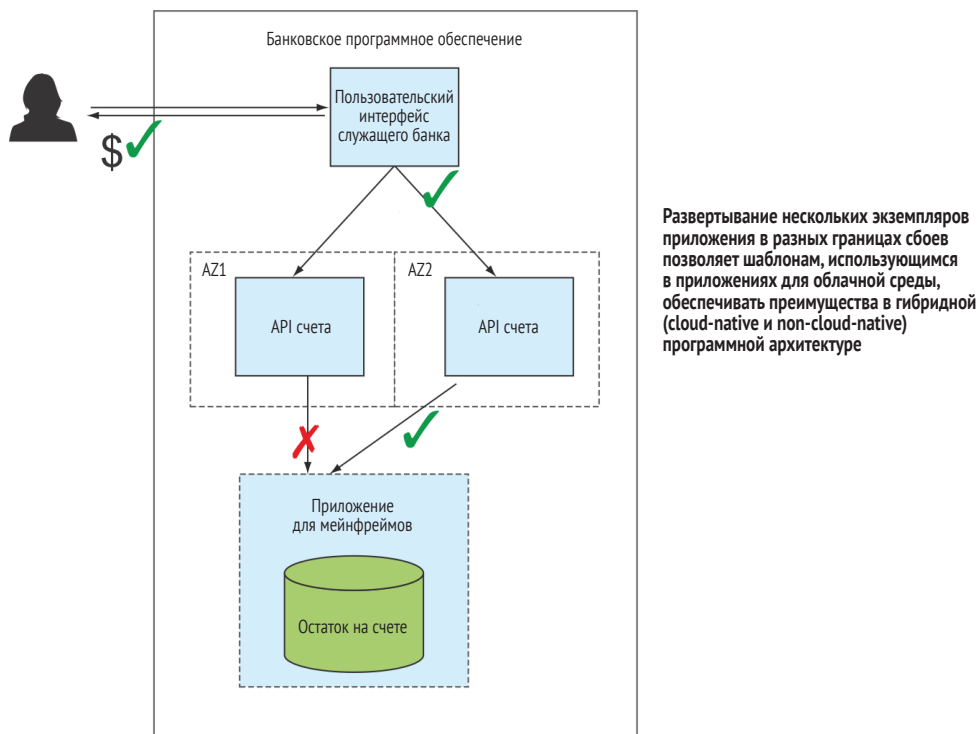 Банковское программное обеспечение
Пользовательский
интерфейс
служащего банка
$
AZ1
AZ2
API счета
API счета
Приложение
для мейнфреймов
Остаток на счете
Развертывание нескольких экземпляров
приложения в разных границах сбоев
позволяет шаблонам, использующимся
в приложениях для облачной среды,
обеспечивать преимущества в гибридной
(cloud-native и non-cloud-native)
программной архитектуре